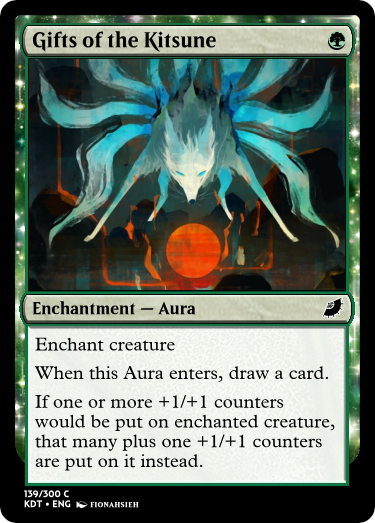 Gifts of the Kitsune
Enchantment — Aura
Enchant creature
When this Aura enters, draw a card.
If one or more +1/+1 counters
would be put on enchanted creature,
that many plus one +1/+1 counters
are put on it instead.
139/300 C
KDT • ENG FIONAHSIEH